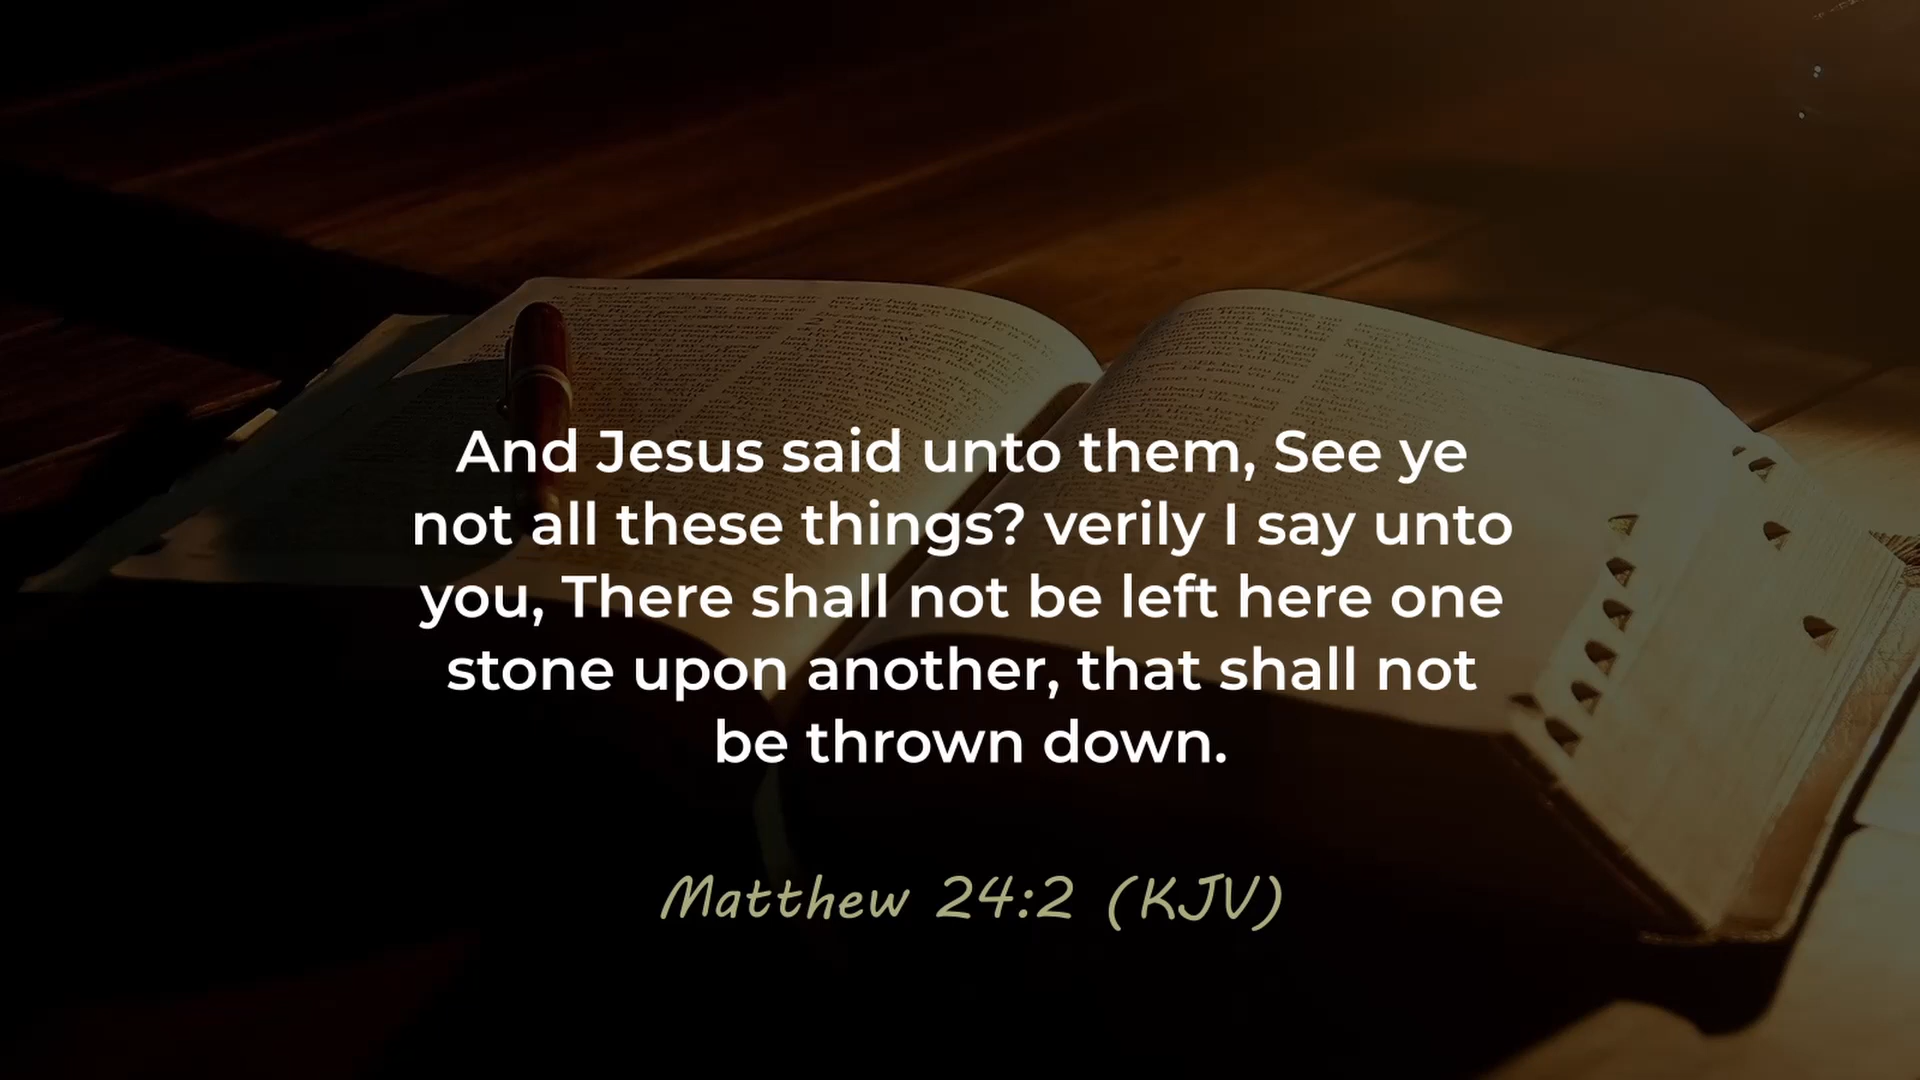 And Jesus said unto them, See ye
not all these things? verily I say unto
you, There shall not be left here one
stone upon another, that shall not
be thrown down.
Matthew 24:2 (KJV)